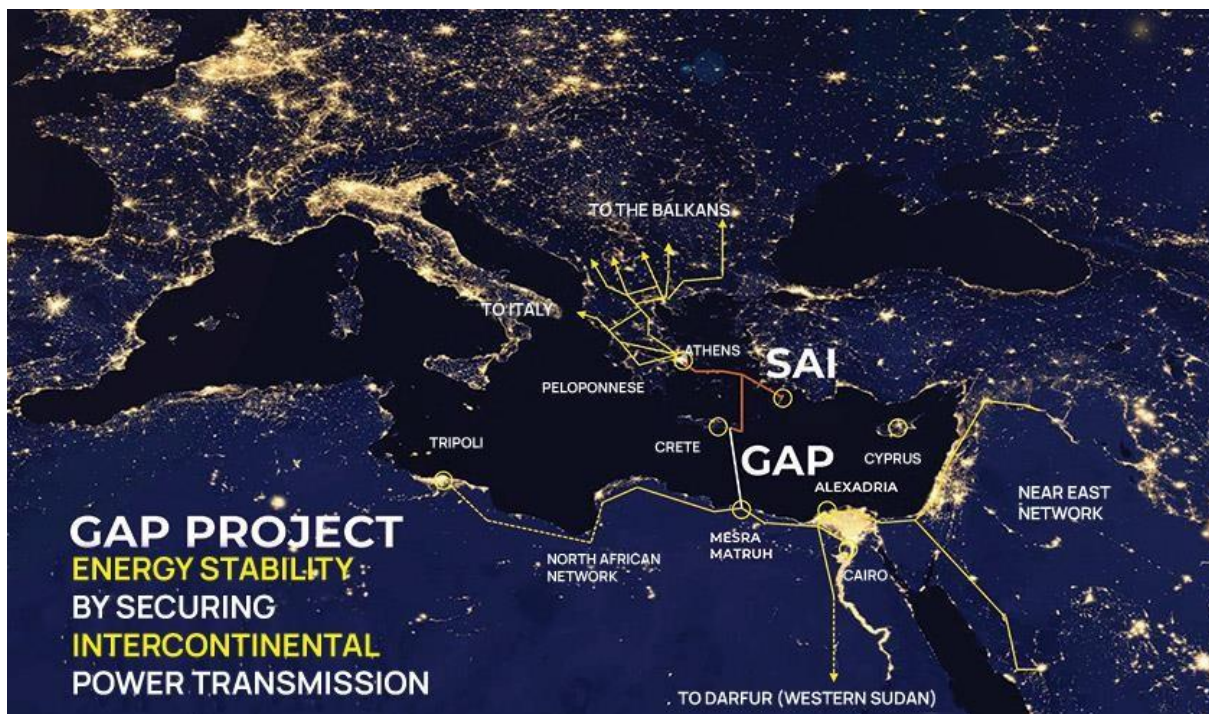 TO THE BALKANS
TO ITALY
ATHENS
SAI
PELOPONNESE
TRIPOLI
CRETE
GAP
CYPRUS
ALEXADRIA
NEAR EAST
NETWORK
MESRA
MATRUH
NORTH AFRICAN
NETWORK
CAIRO
GAP PROJECT
ENERGY STABILITY
BY SECURING
INTERCONTINENTAL
POWER TRANSMISSION
TO DARFUR (WESTERN SUDAN)